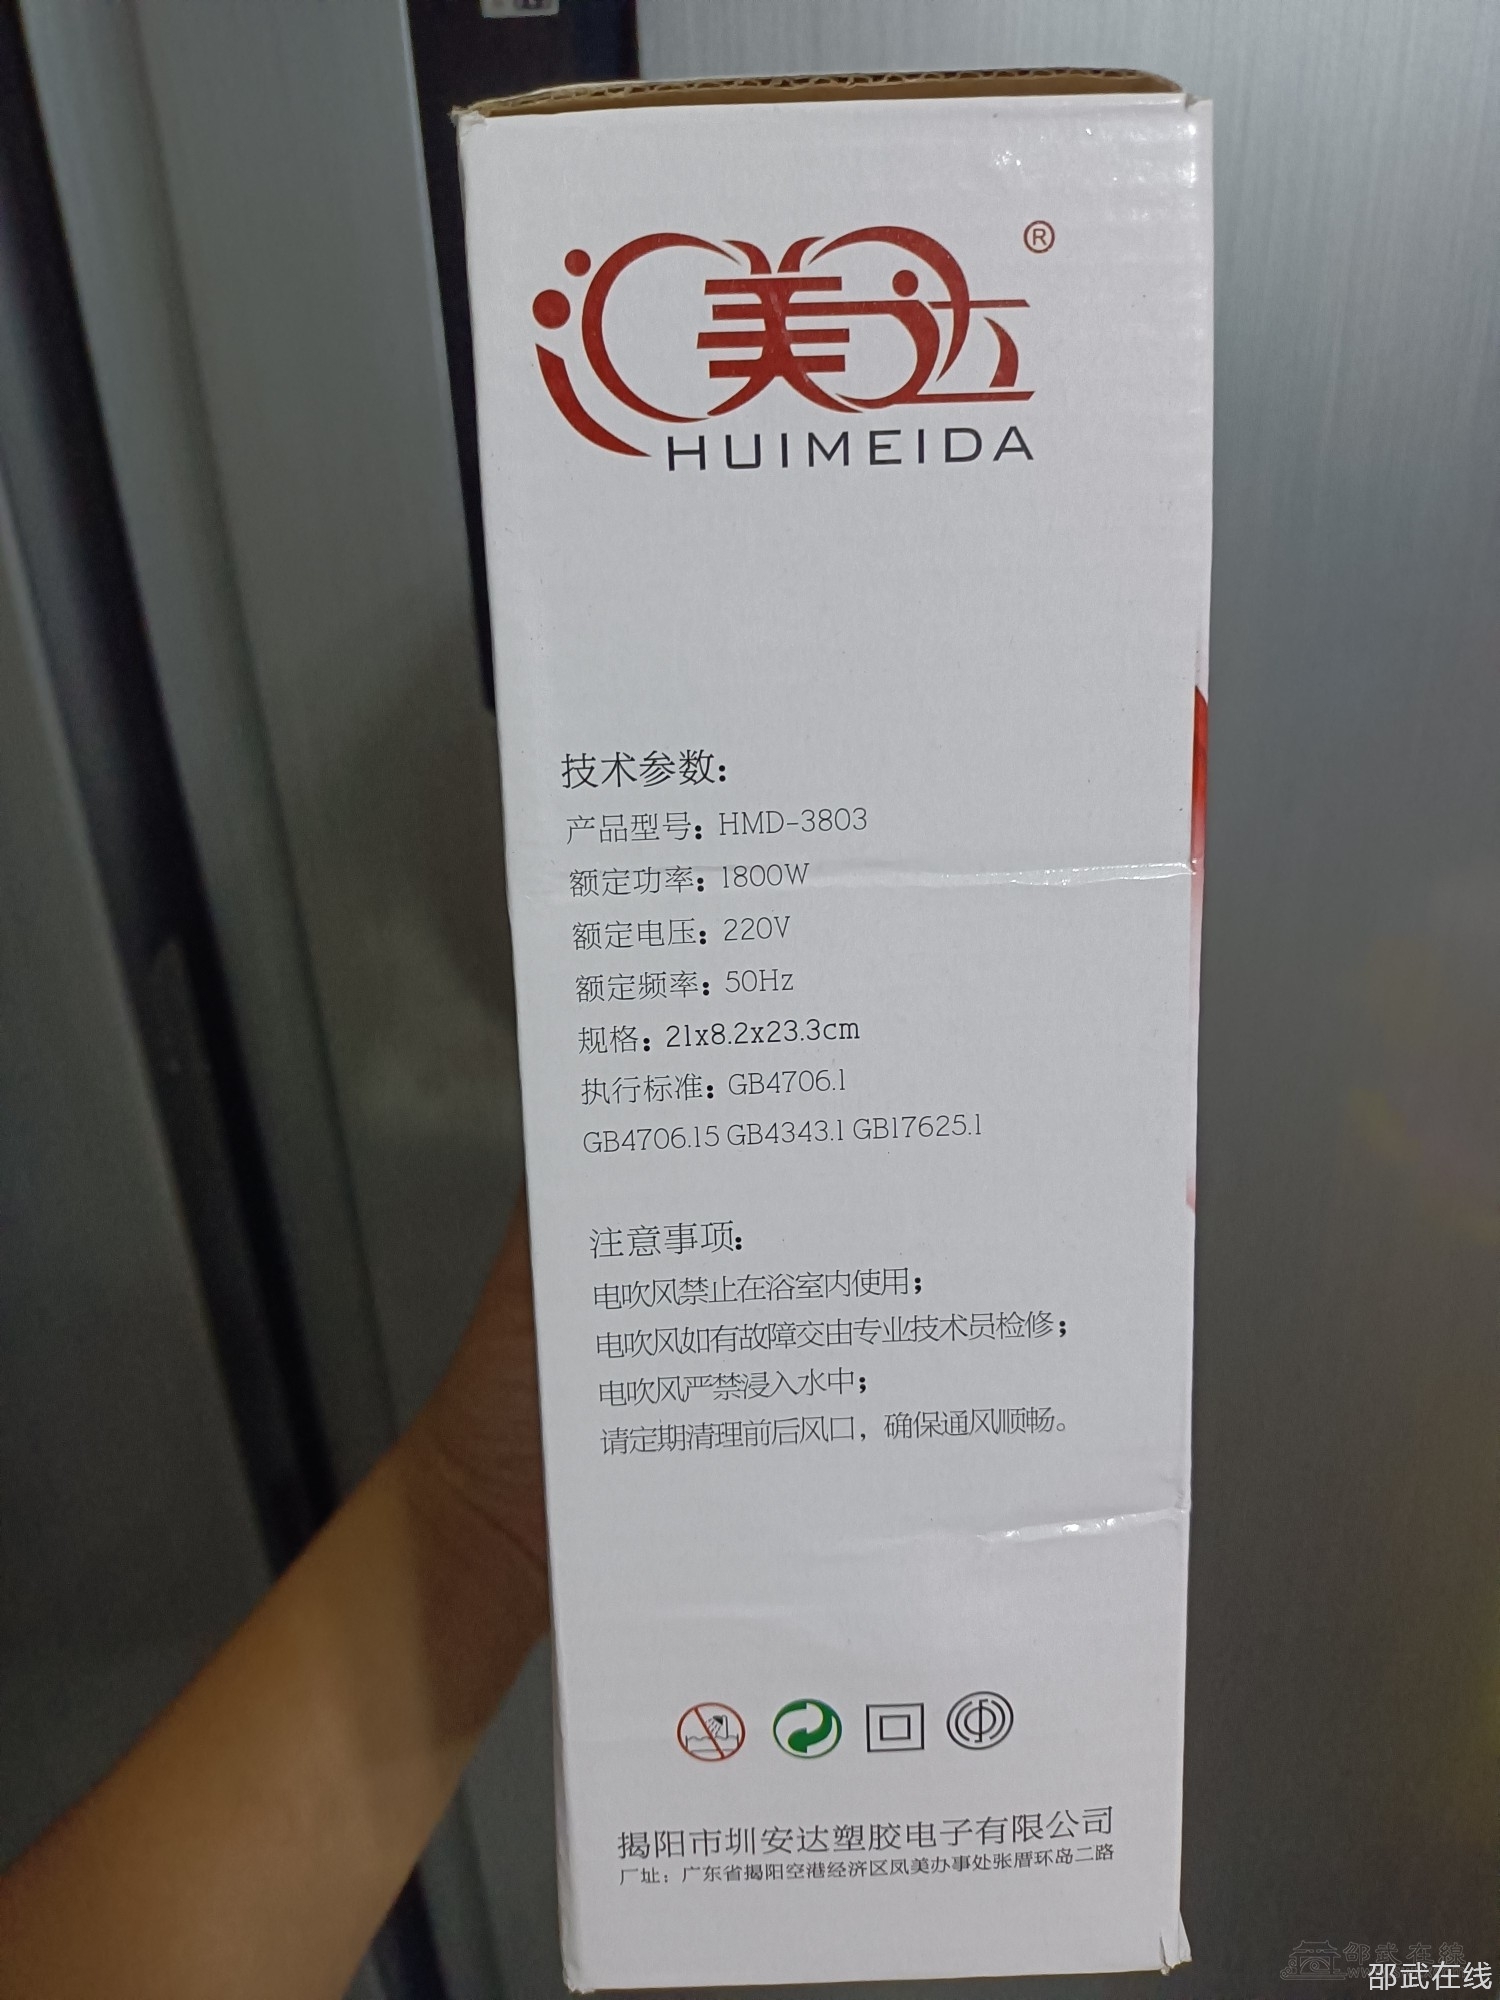 汇美达®
HUIMEIDA
技术参数：
产品型号：HMD-3803
额定功率：1800W
额定电压：220V
额定频率：50Hz
规格：21x8.2x23.3cm
执行标准：GB4706.1
GB4706.15 GB4343.1 GB17625.1
注意事项：
电吹风禁止在浴室内使用；
电吹风如有故障交由专业技术员检修；
电吹风严禁浸入水中；
请定期清理前后风口，确保通风顺畅。
揭阳市圳安达塑胶电子有限公司
厂址：广东省揭阳空港经济区凤美办事处张厝环岛二路
邵武在線
邵武在线